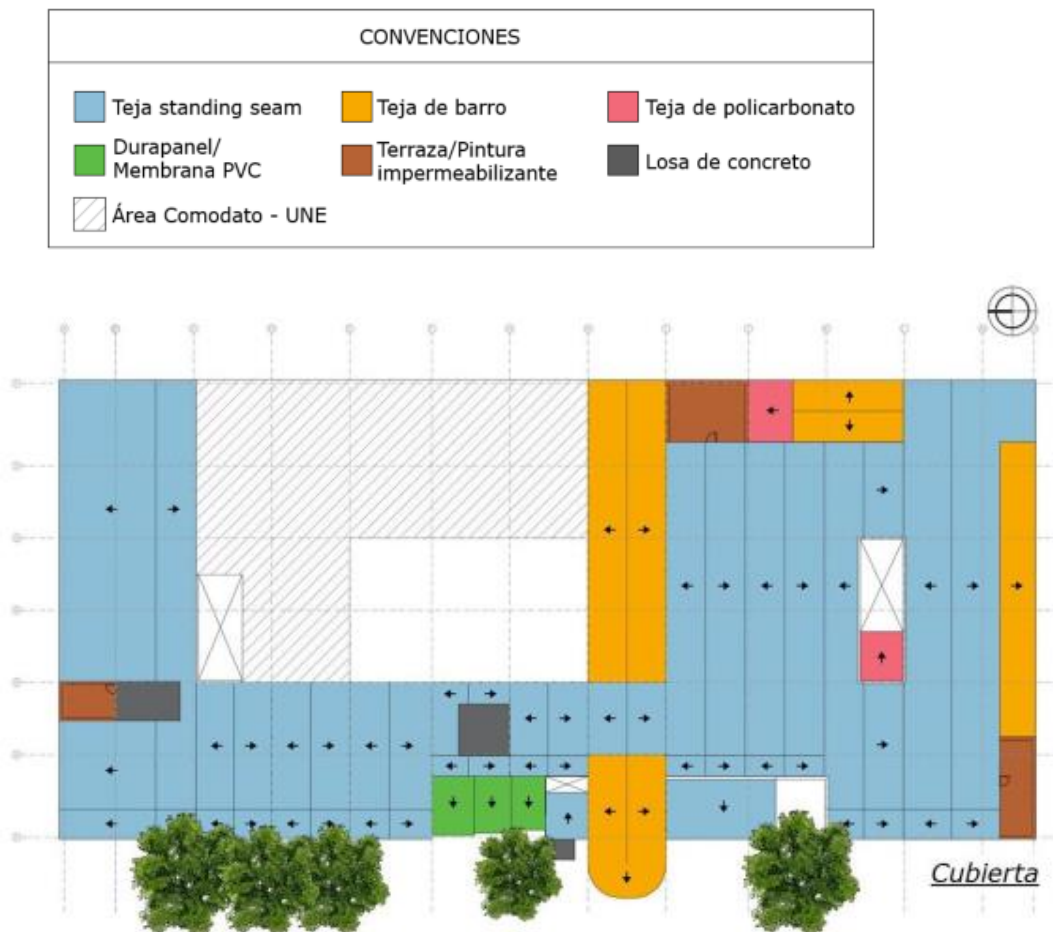 CONVENCIONES
Teja standing seam
Teja de barro
Teja de policarbonato
Durapanel/
Membrana PVC
Terraza/Pintura
impermeabilizante
Losa de concreto
Área Comodato - UNE
Cubierta